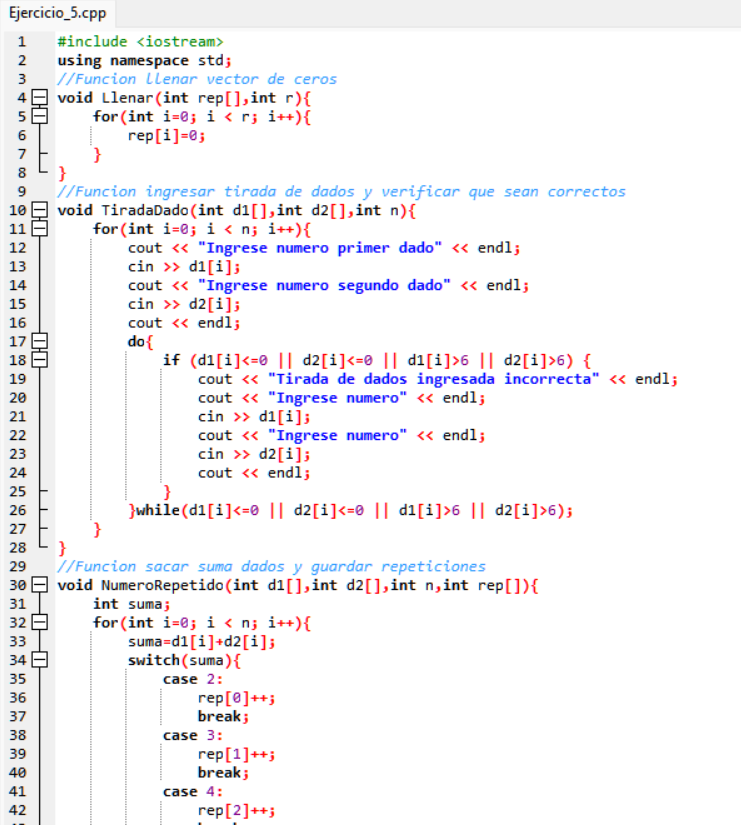 Ejercicio_5.cpp
1 #include <iostream>
2 using namespace std;
3 //Funcion llenar vector de ceros
4 void Llenar(int rep[],int r){
5 for(int i=0; i < r; i++){
6 rep[i]=0;
7 }
8 }
9 //Funcion ingresar tirada de dados y verificar que sean correctos
10 void TiradaDado(int d1[],int d2[],int n){
11 for(int i=0; i < n; i++){
12 cout << "Ingrese numero primer dado" << endl;
13 cin >> d1[i];
14 cout << "Ingrese numero segundo dado" << endl;
15 cin >> d2[i];
16 cout << endl;
17 do{
18 if (d1[i]<=0 || d2[i]<=0 || d1[i]>6 || d2[i]>6) {
19 cout << "Tirada de dados ingresada incorrecta" << endl;
20 cout << "Ingrese numero" << endl;
21 cin >> d1[i];
22 cout << "Ingrese numero" << endl;
23 cin >> d2[i];
24 cout << endl;
25 }
26 }while(d1[i]<=0 || d2[i]<=0 || d1[i]>6 || d2[i]>6);
27 }
28 }
29 //Funcion sacar suma dados y guardar repeticiones
30 void NumeroRepetido(int d1[],int d2[],int n,int rep[]){
31 int suma;
32 for(int i=0; i < n; i++){
33 suma=d1[i]+d2[i];
34 switch(suma){
35 case 2:
36 rep[0]++;
37 break;
38 case 3:
39 rep[1]++;
40 break;
41 case 4:
42 rep[2]++;